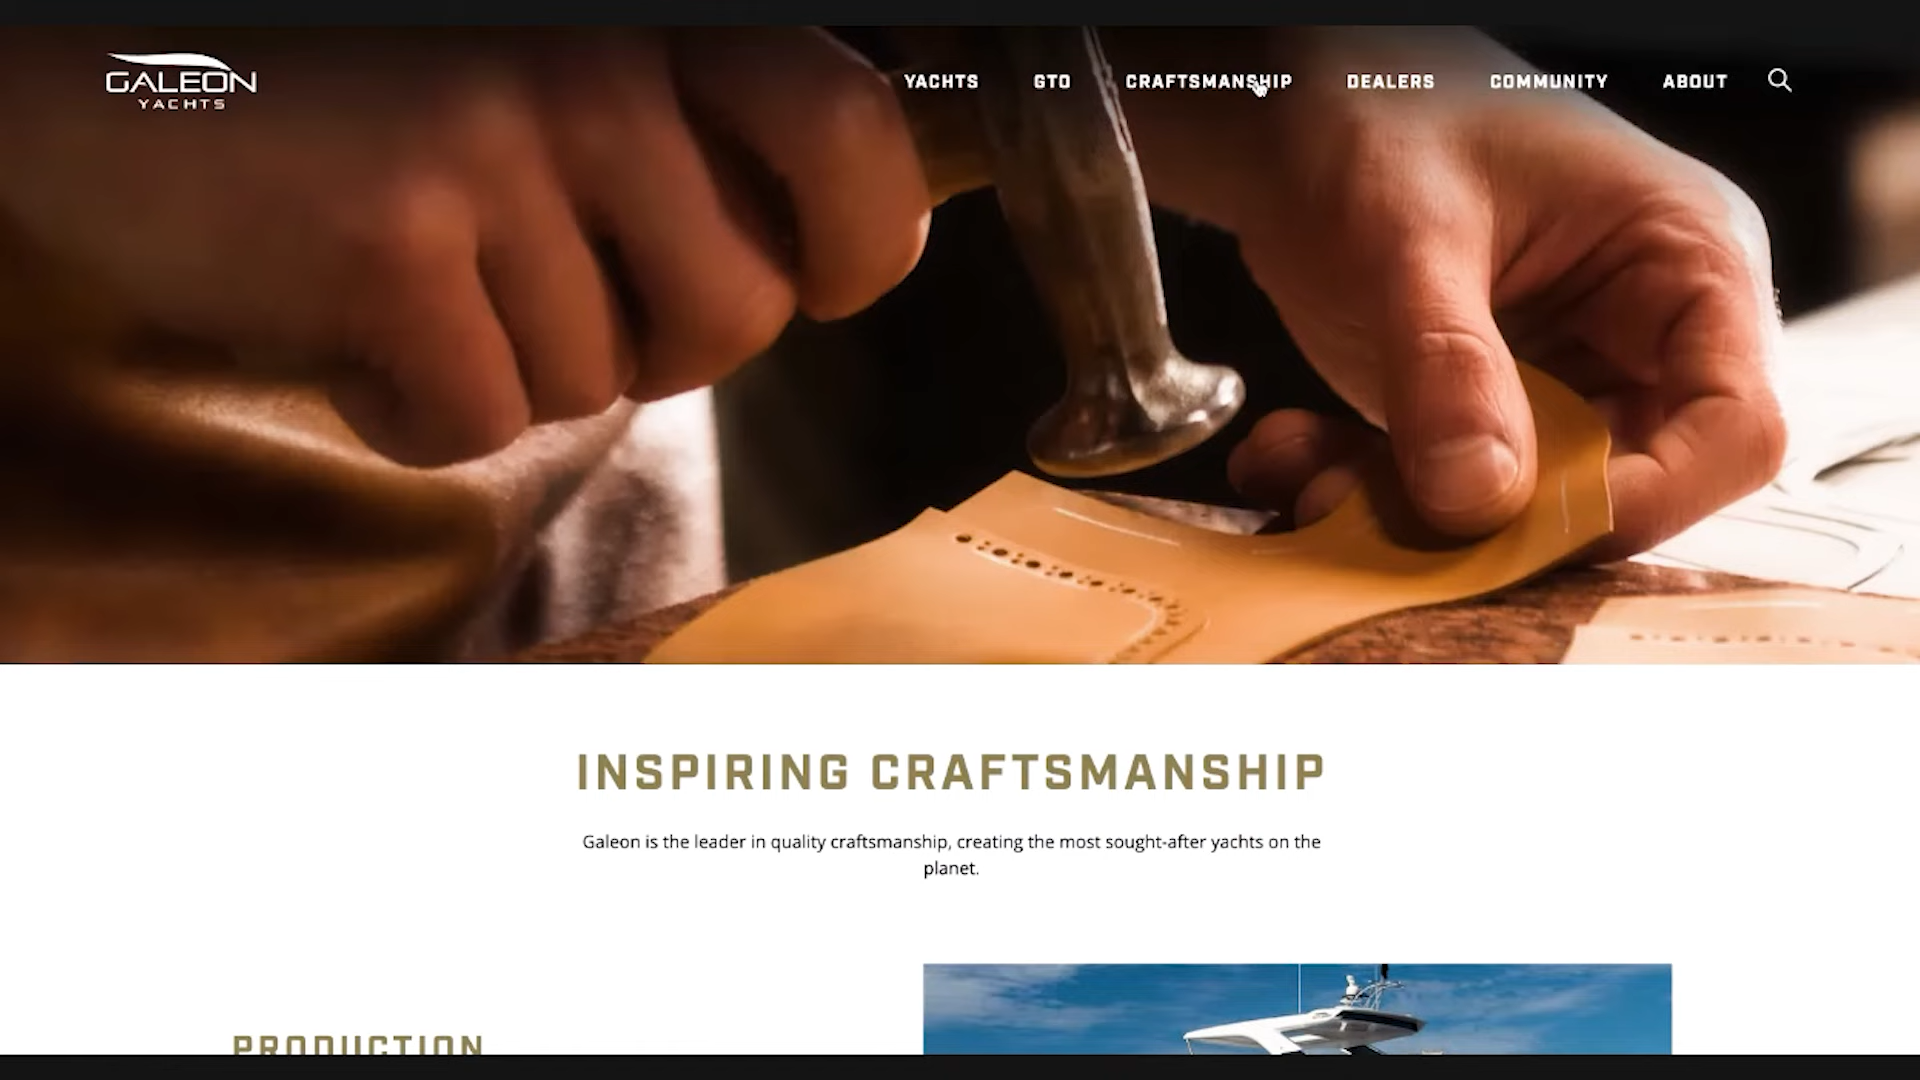 GALEON
YACHTS
YACHTS
GTO
CRAFTSMANSHIP
DEALERS
COMMUNITY
ABOUT
INSPIRING CRAFTSMANSHIP
Galeon is the leader in quality craftsmanship, creating the most sought-after yachts on the
planet.
PRODUCTION